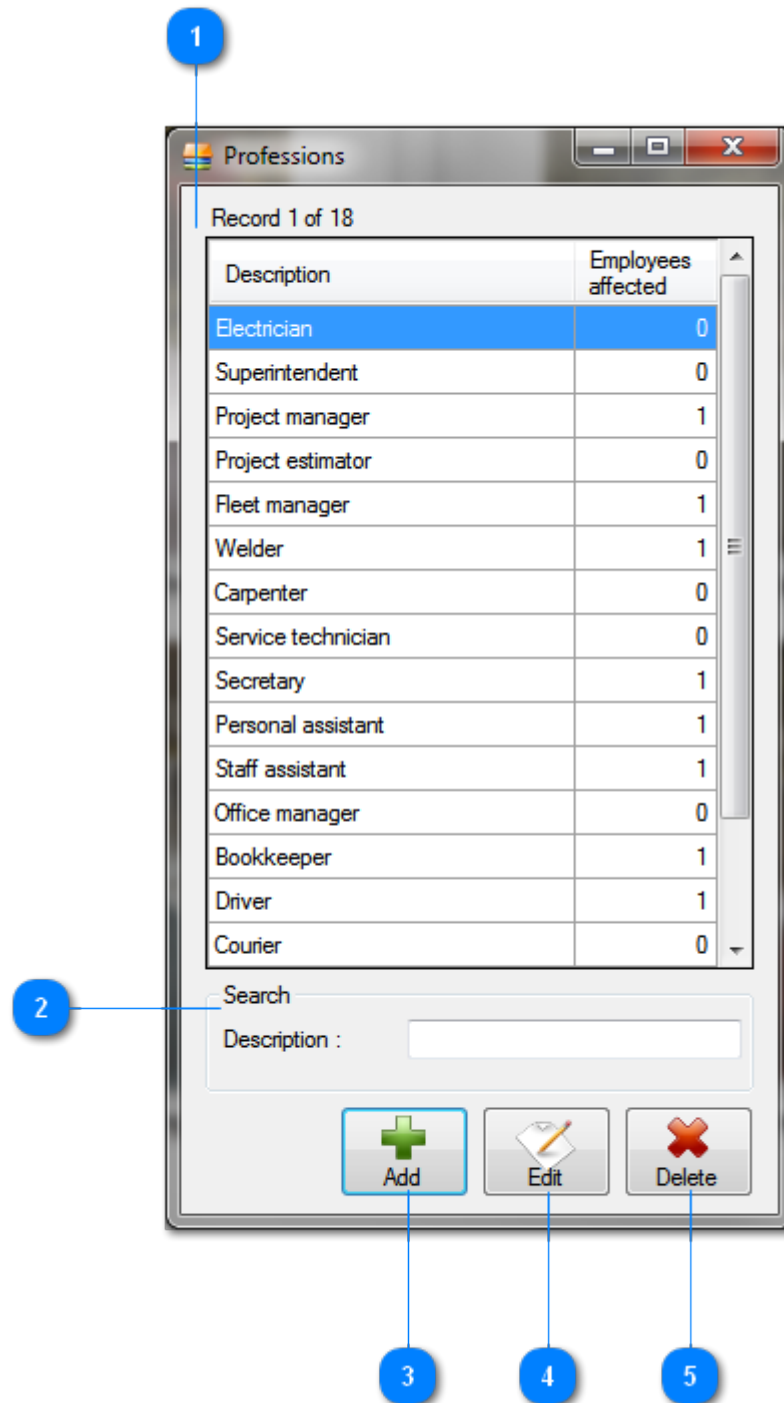 1
Professions
Record 1 of 18
Description Employees affected
Electrician 0
Superintendent 0
Project manager 1
Project estimator 0
Fleet manager 1
Welder 1
Carpenter 0
Service technician 0
Secretary 1
Personal assistant 1
Staff assistant 1
Office manager 0
Bookkeeper 1
Driver 1
Courier 0
2
Search
Description :
Add Edit Delete
3 4 5